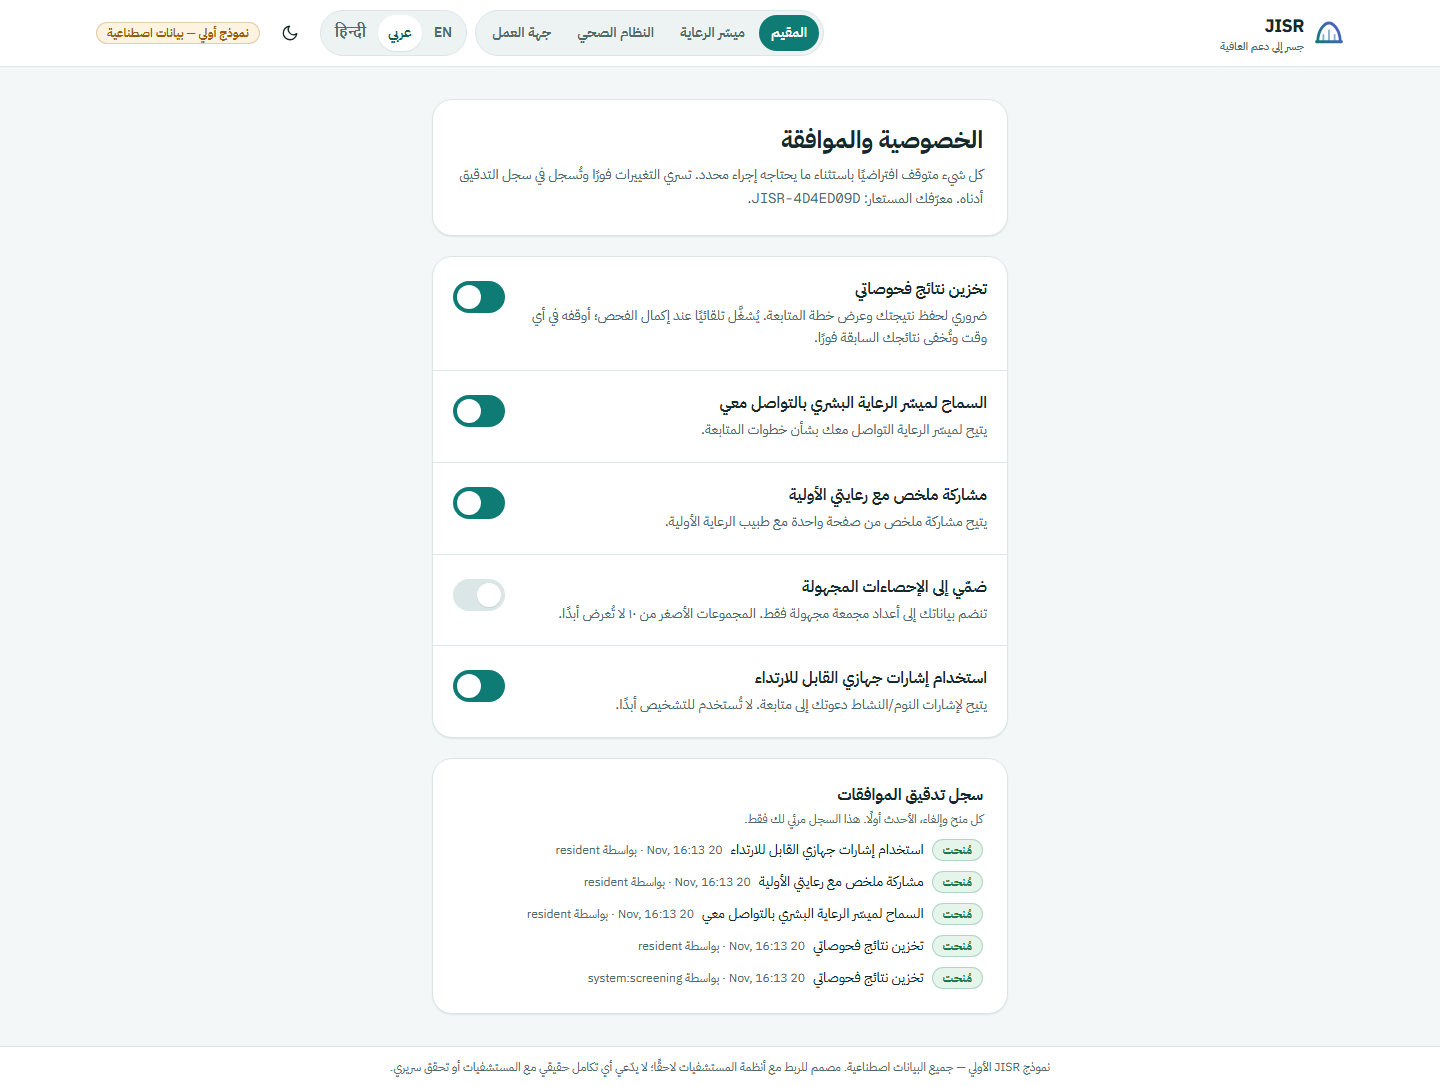 JISR
جسر إلى دعم العافية
المقيم
ميسّر الرعاية
النظام الصحي
جهة العمل
EN
عربي
हिन्दी
نموذج أولي — بيانات اصطناعية
الخصوصية والموافقة
كل شيء متوقف افتراضيًا باستثناء ما يحتاجه إجراء محدد. تسري التغييرات فورًا وتُسجل في سجل التدقيق
أدناه. معرّفك المستعار: JISR-4D4ED09D.
تخزين نتائج فحوصاتي
ضروري لحفظ نتيجتك وعرض خطة المتابعة. يُشغَّل تلقائيًا عند إكمال الفحص؛ أوقفه في أي
وقت وتُخفى نتائجك السابقة فورًا.
السماح لميسّر الرعاية البشري بالتواصل معي
يتيح لميسّر الرعاية التواصل معك بشأن خطوات المتابعة.
مشاركة ملخص مع رعايتي الأولية
يتيح مشاركة ملخص من صفحة واحدة مع طبيب الرعاية الأولية.
ضمّي إلى الإحصاءات المجهولة
تنضم بياناتك إلى أعداد مجمعة مجهولة فقط. المجموعات الأصغر من ١٠ لا تُعرض أبدًا.
استخدام إشارات جهازي القابل للارتداء
يتيح لإشارات النوم/النشاط دعوتك إلى متابعة. لا تُستخدم للتشخيص أبدًا.
سجل تدقيق الموافقات
كل منح وإلغاء، الأحدث أولًا. هذا السجل مرئي لك فقط.
مُنحت استخدام إشارات جهازي القابل للارتداء 20 Nov, 16:13 · بواسطة resident
مُنحت مشاركة ملخص مع رعايتي الأولية 20 Nov, 16:13 · بواسطة resident
مُنحت السماح لميسّر الرعاية البشري بالتواصل معي 20 Nov, 16:13 · بواسطة resident
مُنحت تخزين نتائج فحوصاتي 20 Nov, 16:13 · بواسطة resident
مُنحت تخزين نتائج فحوصاتي 20 Nov, 16:13 · بواسطة system:screening
نموذج JISR الأولي — جميع البيانات اصطناعية. مصمم للربط مع أنظمة المستشفيات لاحقًا؛ لا يدّعي أي تكامل حقيقي مع المستشفيات أو تحقق سريري.